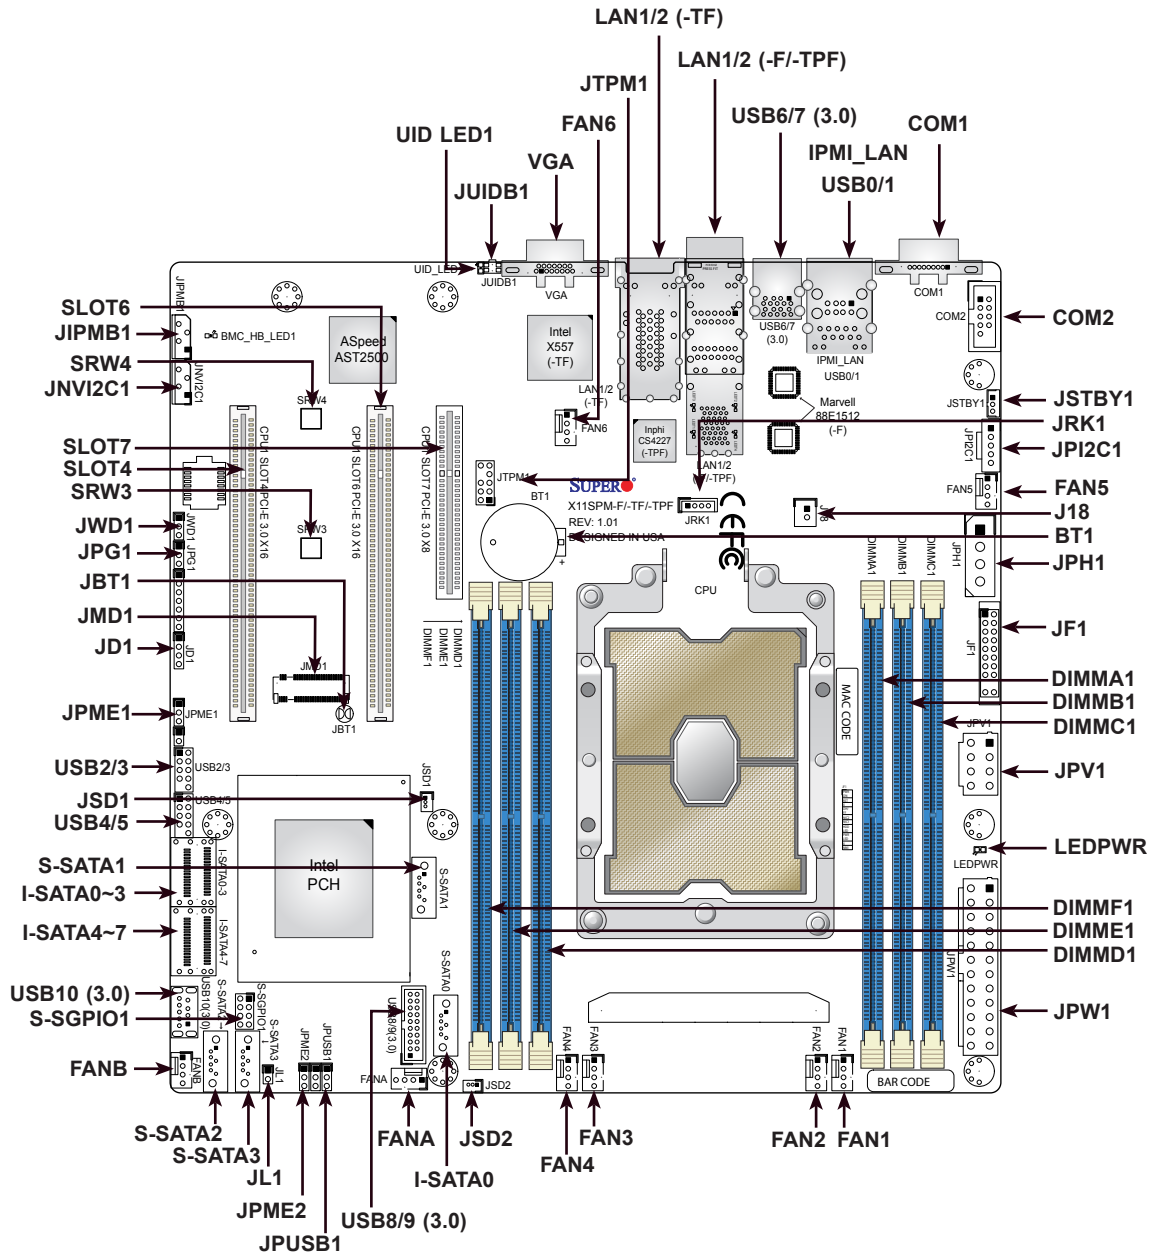 LAN1/2 (-TF)
LAN1/2 (-F/-TPF)
JTPM1
USB6/7 (3.0)
FAN6
COM1
UID LED1
VGA
IPMI_LAN
USB0/1
JUIDB1
UID_LED
JUIDB1
VGA
COM1
JIPMB1
SLOT6
JIPMB1
BMC_HB_LED1
ASpeed
AST2500
Intel
X557
(-TF)
USB6/7
(3.0)
IPMI_LAN
USB0/1
COM2
COM2
SRW4
JNVI2C1
JNVI2C1
SRW4
LAN1/2
(-TF)
FAN6
Marvell
88E1512
(-F)
JSTBY1
JSTBY1
JRK1
SLOT7
SLOT4
SRW3
CPU1 SLOT4 PCI-E 3.0 X16
CPU1 SLOT6 PCI-E 3.0 X16
CPU1 SLOT7 PCI-E 3.0 X8
Inphi
CS4227
(-TPF)
LAN1/2
JPI2C1
JPI2C1
JTPM1
BT1
SUPER
X11SPM-F/-TF/-TPF
REV: 1.01
DESIGNED IN USA
JRK1
FAN5
FAN5
J18
BT1
JWD1
JWD1
JPG1
JPG1
SRW3
JBT1
JMD1
JD1
JD1
JMD1
JBT1
DIMMF1
DIMME1
DIMMD1
CPU
DIMMA1
DIMMB1
DIMMC1
JPH1
JPH1
JF1
JF1
DIMMA1
DIMMB1
DIMMC1
MAC CODE
JPME1
JPME1
JPV1
JPV1
USB2/3
USB2/3
JSD1
JSD1
USB4/5
USB4/5
LEDPWR
LEDPWR
S-SATA1
I-SATA0~3
I-SATA0-3
Intel
PCH
S-SATA1
DIMMF1
I-SATA4~7
I-SATA4-7
DIMME1
DIMMD1
USB10 (3.0)
USB10(3.0)
S-SGPIO1
S-SGPIO1
S-SATA3
S-SATA0
JPW1
JPW1
FANB
FANB
JL1
JPME2
JPUSB1
FANA
JSD2
FAN4
FAN3
FAN2
FAN1
BAR CODE
S-SATA2
S-SATA3
JL1
JPME2
JPUSB1
USB8/9 (3.0)
FANA
I-SATA0
JSD2
FAN4
FAN3
FAN2
FAN1